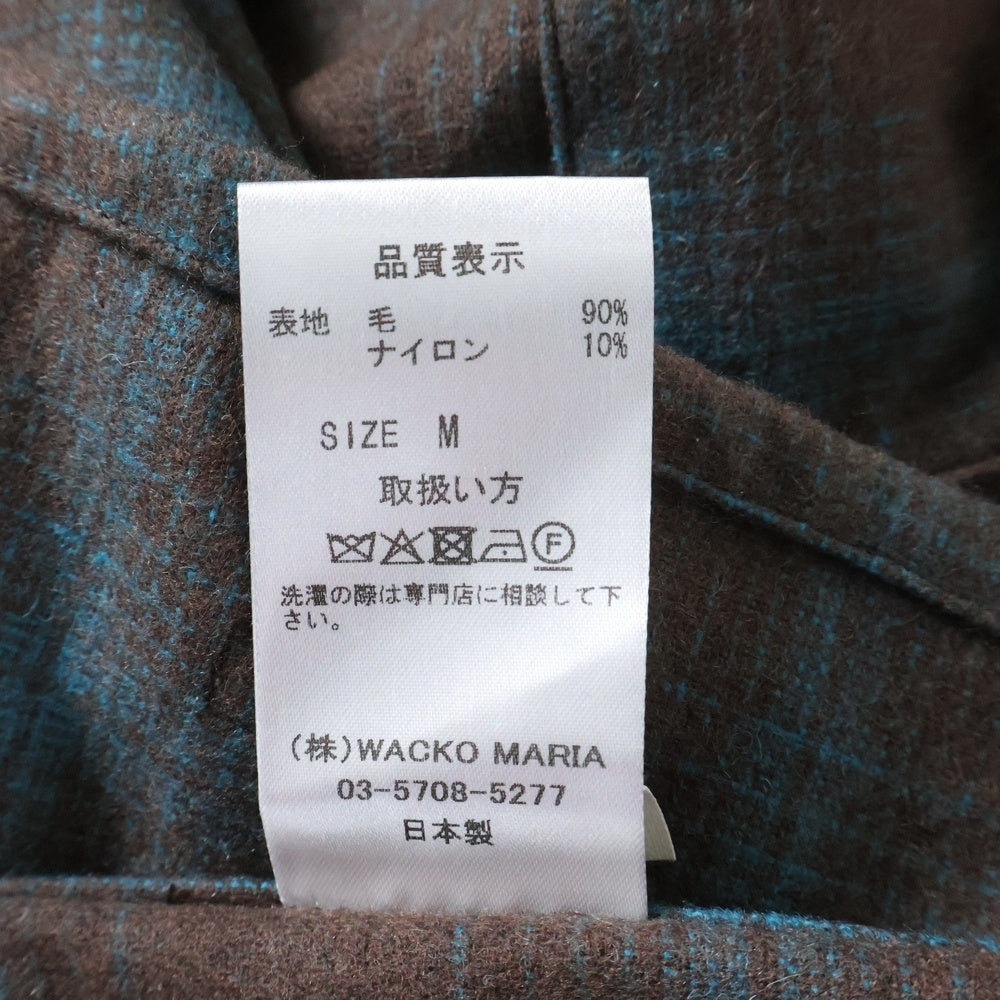 品質表示
表地 毛 90%
ナイロン 10%
SIZE M
取扱い方
F
洗濯の際は専門店に相談して下
さい。
(株)WACKO MARIA
03-5708-5277
日本製